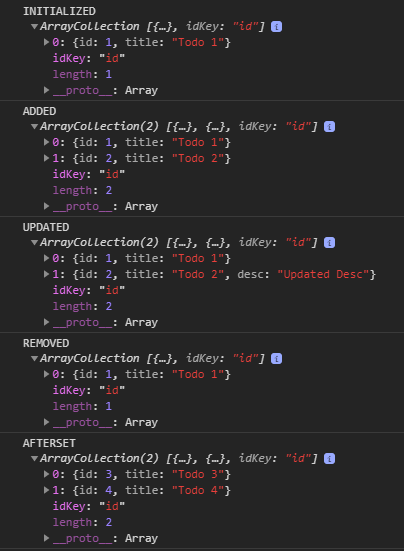 INITIALIZED
▼ArrayCollection [{…}, idKey: "id"] i
▶0: {id: 1, title: "Todo 1"}
idKey: "id"
length: 1
▶__proto__: Array
ADDED
▼ArrayCollection(2) [{…}, {…}, idKey: "id"] i
▶0: {id: 1, title: "Todo 1"}
▶1: {id: 2, title: "Todo 2"}
idKey: "id"
length: 2
▶__proto__: Array
UPDATED
▼ArrayCollection(2) [{…}, {…}, idKey: "id"] i
▶0: {id: 1, title: "Todo 1"}
▶1: {id: 2, title: "Todo 2", desc: "Updated Desc"}
idKey: "id"
length: 2
▶__proto__: Array
REMOVED
▼ArrayCollection [{…}, idKey: "id"] i
▶0: {id: 1, title: "Todo 1"}
idKey: "id"
length: 1
▶__proto__: Array
AFTERSET
▼ArrayCollection(2) [{…}, {…}, idKey: "id"] i
▶0: {id: 3, title: "Todo 3"}
▶1: {id: 4, title: "Todo 4"}
idKey: "id"
length: 2
▶__proto__: Array